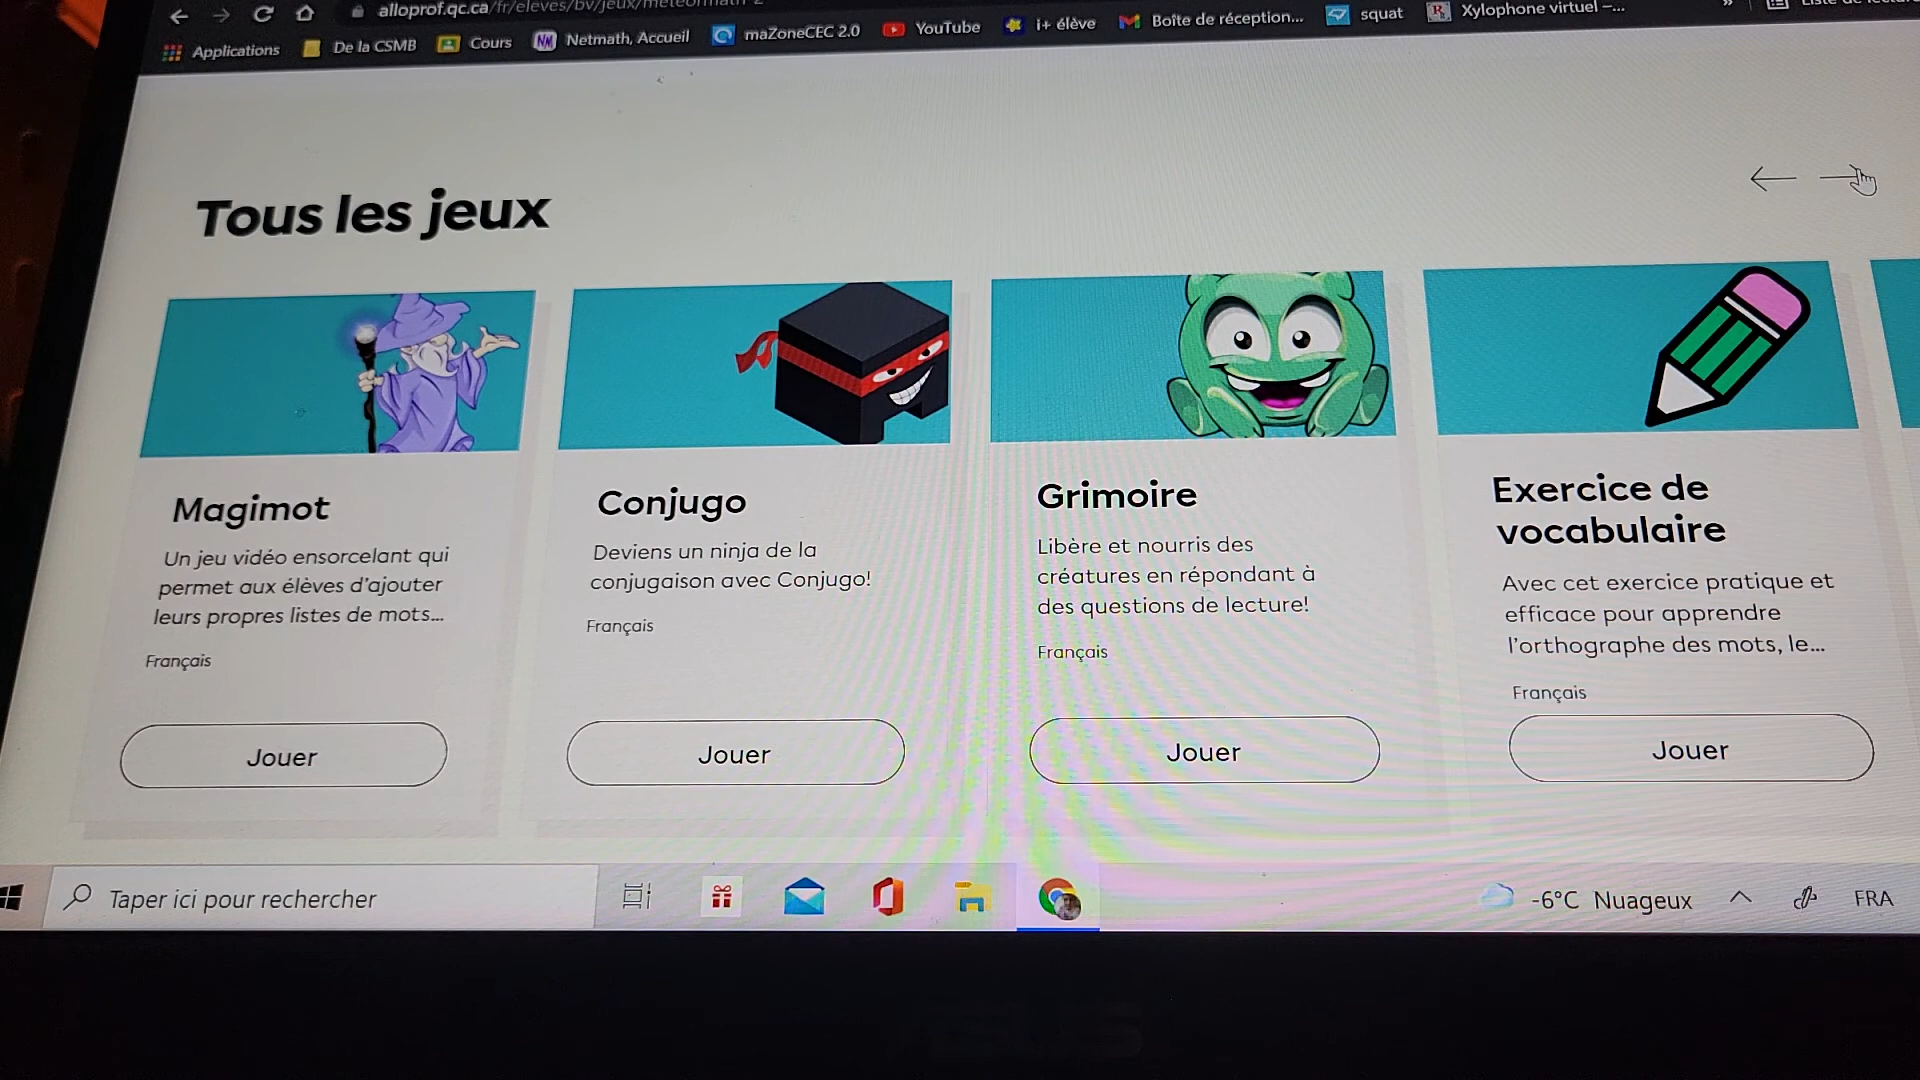 alloprof.qc.ca/fr/eleves/bv/jeux/meteormath-2
Applications De la CSMB Cours Netmath, Accueil maZoneCEC 2.0 YouTube i+ élève Boîte de réception... squat Xylophone virtuel –...
Tous les jeux
Magimot
Un jeu vidéo ensorcelant qui
permet aux élèves d'ajouter
leurs propres listes de mots...
Français
Jouer
Conjugo
Deviens un ninja de la
conjugaison avec Conjugo!
Français
Jouer
Grimoire
Libère et nourris des
créatures en répondant à
des questions de lecture!
Français
Jouer
Exercice de
vocabulaire
Avec cet exercice pratique et
efficace pour apprendre
l'orthographe des mots, le...
Français
Jouer
Taper ici pour rechercher
-6°C Nuageux
FRA
ASUS